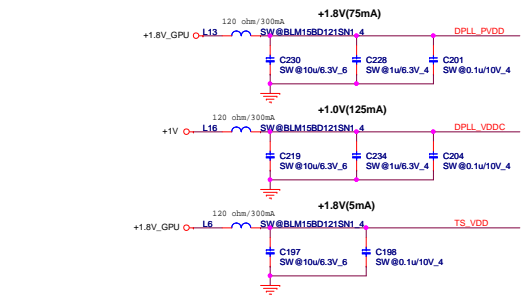 +1.8V(75mA)
120 ohm/300mA
+1.8V_GPU L13 SW@BLM15BD121SN1_4 DPLL_PVDD
C230 C228 C201
SW@10u/6.3V_6 SW@1u/6.3V_4 SW@0.1u/10V_4
+1.0V(125mA)
120 ohm/300mA
+1V L16 SW@BLM15BD121SN1_4 DPLL_VDDC
C219 C234 C204
SW@10u/6.3V_6 SW@1u/6.3V_4 SW@0.1u/10V_4
+1.8V(5mA)
120 ohm/300mA
+1.8V_GPU L6 SW@BLM15BD121SN1_4 TS_VDD
C197 C198
SW@10u/6.3V_6 SW@0.1u/10V_4